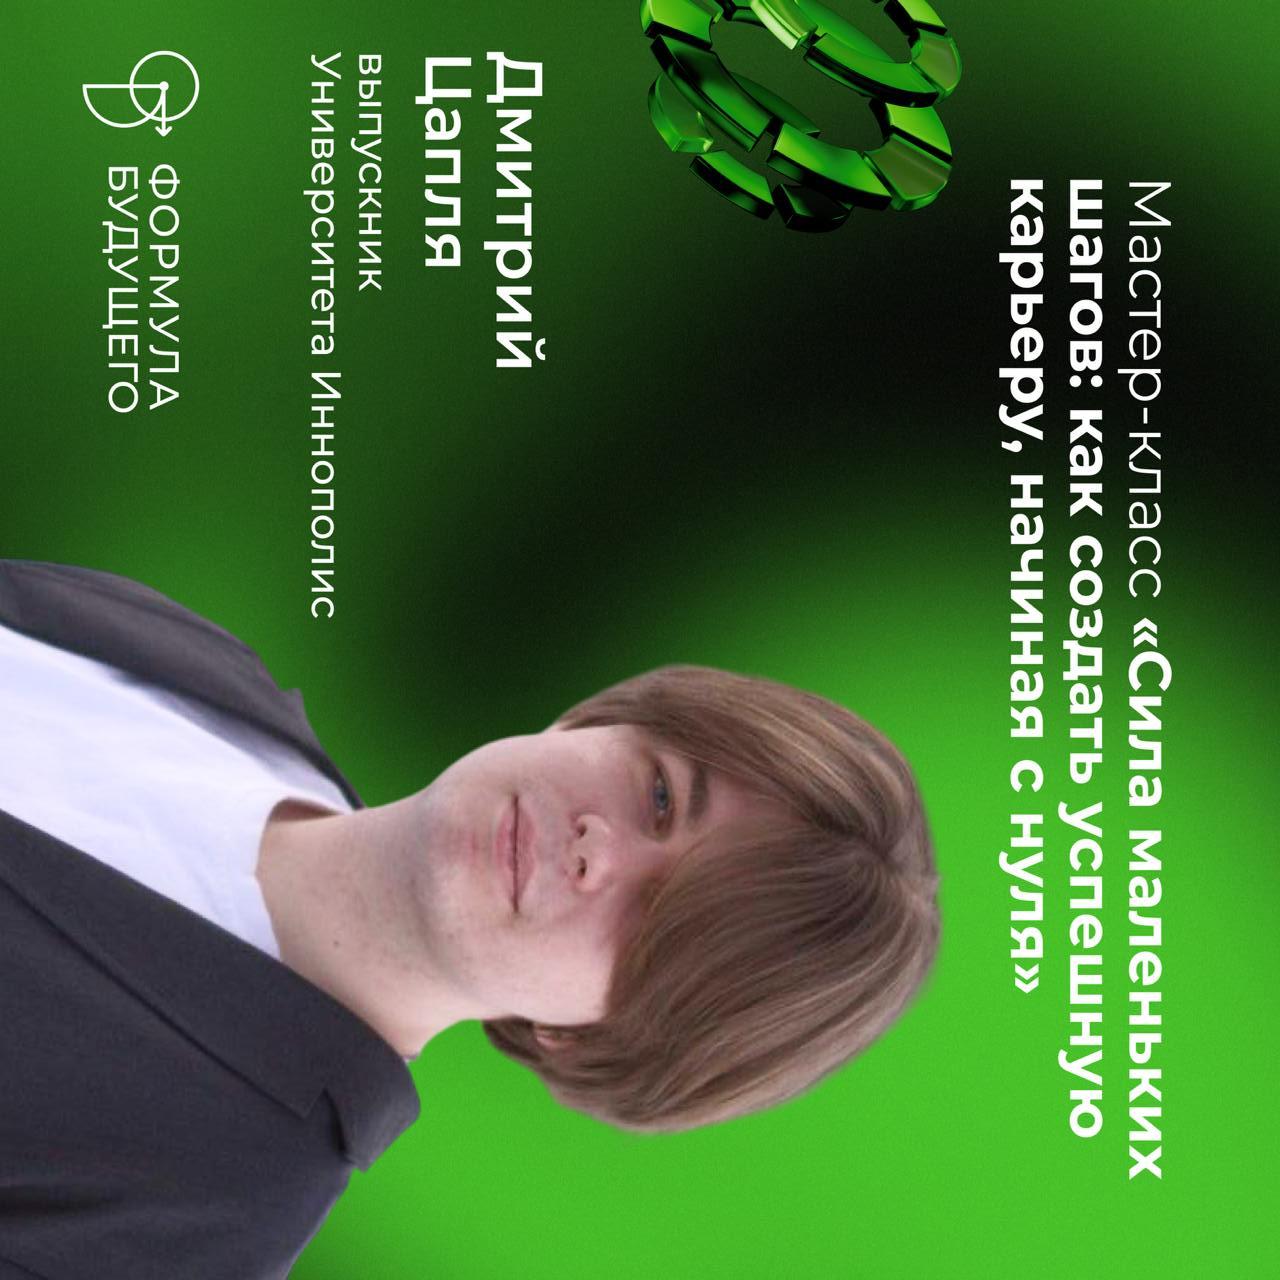 Мастер-класс «Сила маленьких
шагов: как создать успешную
карьеру, начиная с нуля»
Дмитрий
Цапля
выпускник
Университета Иннополис
ФОРМУЛА
БУДУЩЕГО